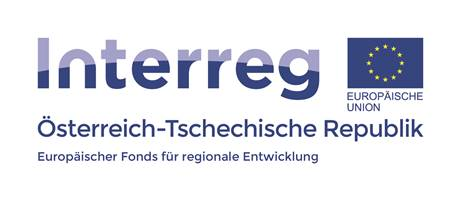 Interreg
EUROPÄISCHE
UNION
Österreich-Tschechische Republik
Europäischer Fonds für regionale Entwicklung